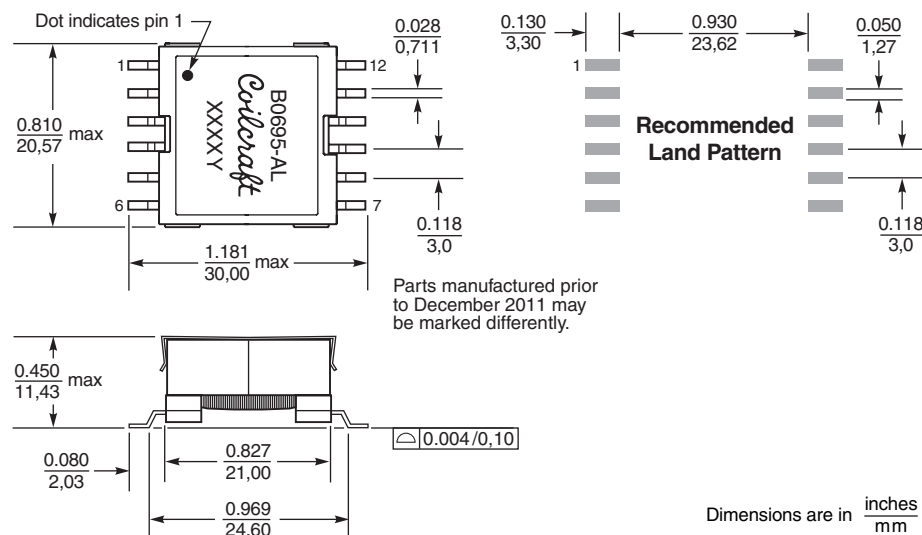 Dot indicates pin 1
1
12
6
7
B0695-AL
Coilcraft
XXXXY
0.810
20,57
max
1.181
30,00
max
0.028
0,711
0.118
3,0
0.130
3,30
0.930
23,62
0.050
1,27
1
Recommended
Land Pattern
0.118
3,0
Parts manufactured prior
to December 2011 may
be marked differently.
0.450
11,43
max
0.080
2,03
0.827
21,00
0.969
24,60
0.004/0,10
Dimensions are in
inches
mm